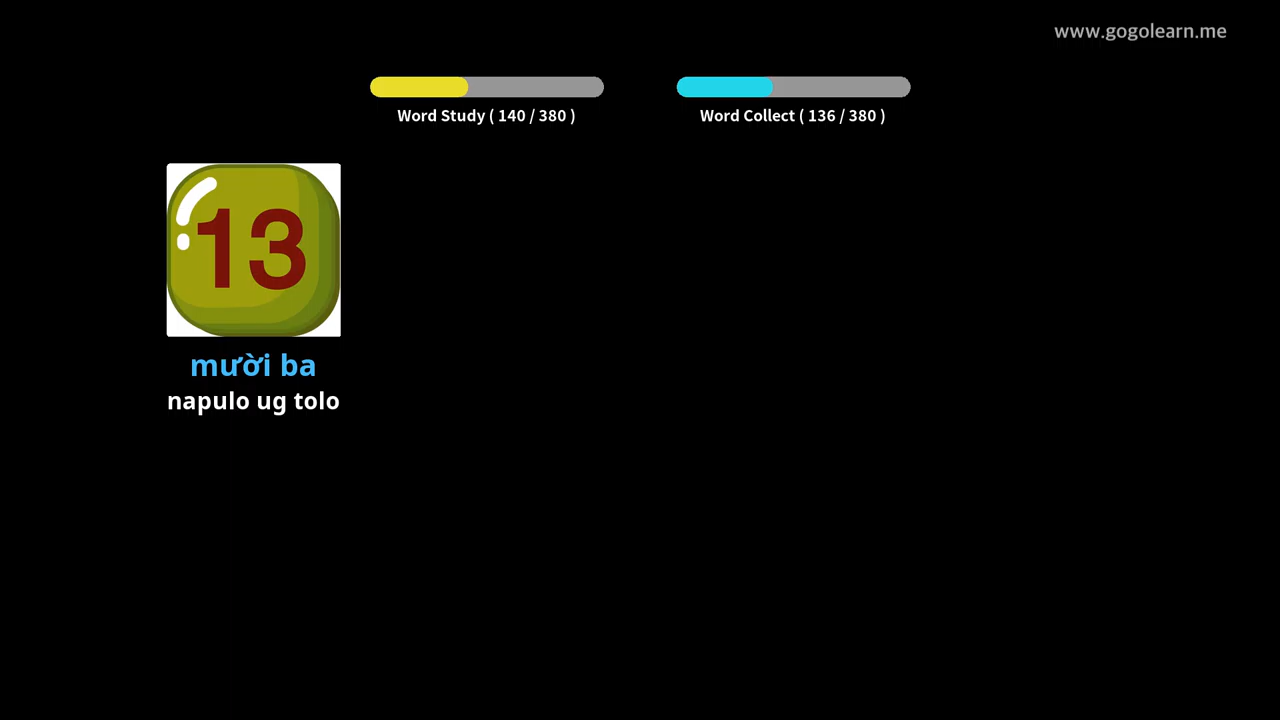 www.gogolearn.me
Word Study ( 140 / 380 )
Word Collect ( 136 / 380 )
13
mười ba
napulo ug tolo